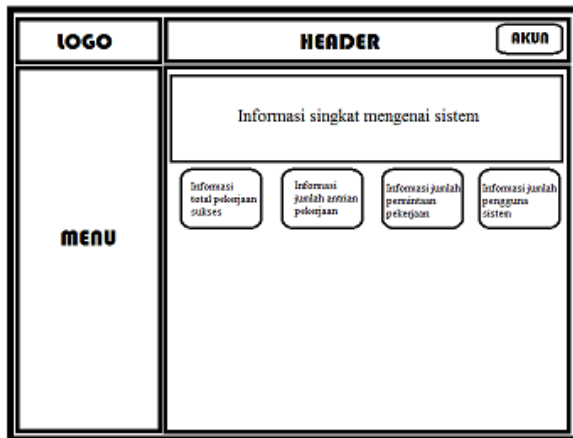 LOGO
HEADER
AKUN
MENU
Informasi singkat mengenai sistem
Informasi
total pekerjaan
sukses
Informasi
jumlah antrian
pekerjaan
Informasi jumlah
permintaan
pekerjaan
Informasi jumlah
pengguna
sistem